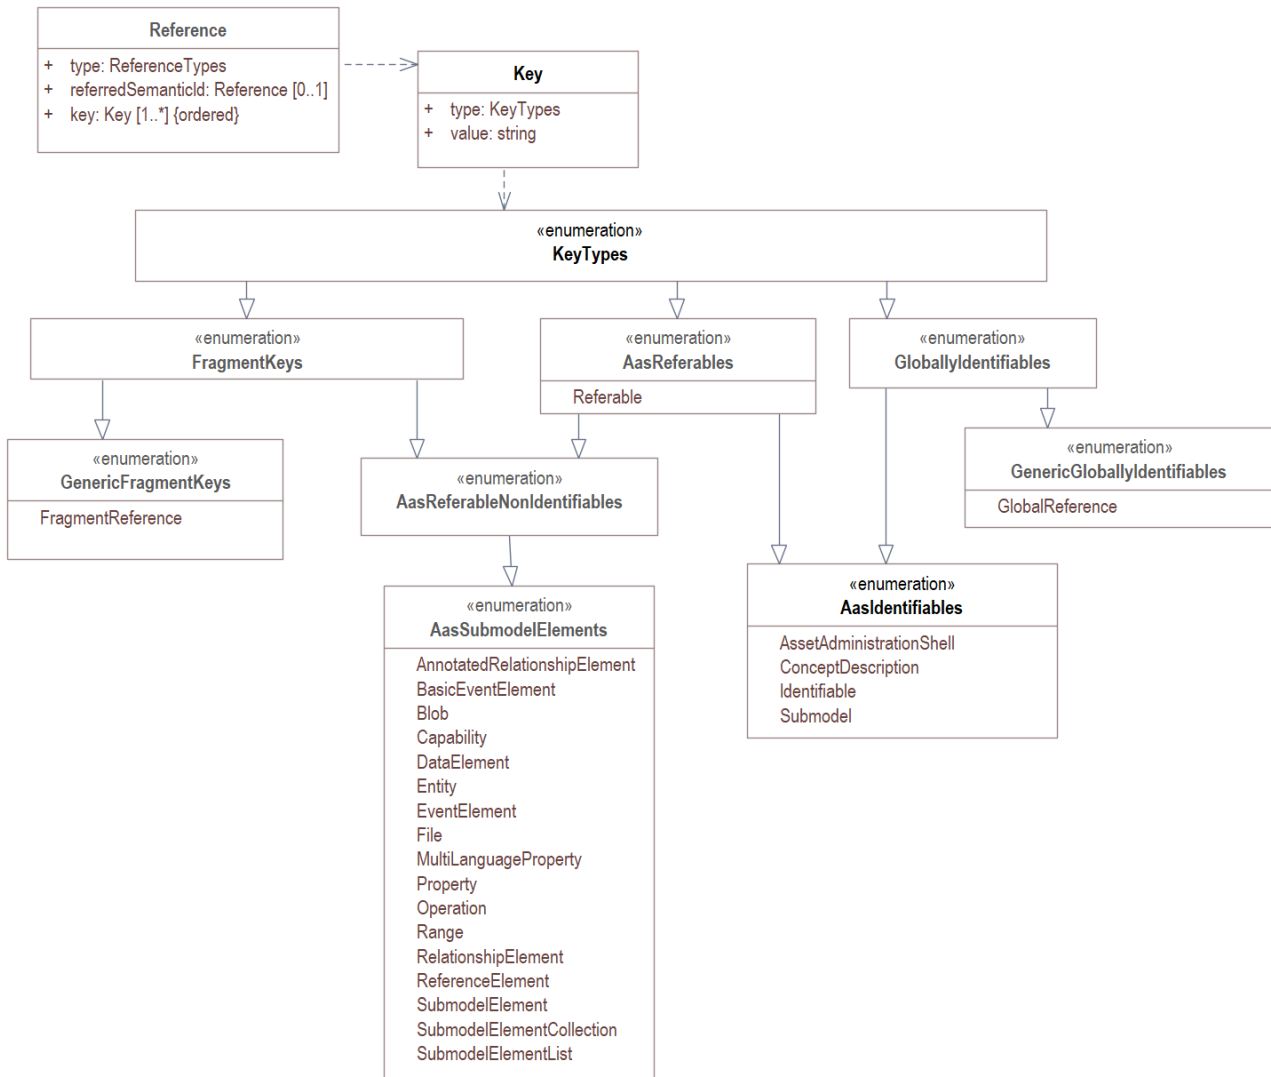 Reference
+ type: ReferenceTypes
+ referredSemanticId: Reference [0..1]
+ key: Key [1..*] {ordered}
Key
+ type: KeyTypes
+ value: string
«enumeration»
KeyTypes
«enumeration»
FragmentKeys
«enumeration»
AasReferables
Referable
«enumeration»
GloballyIdentifiables
«enumeration»
GenericFragmentKeys
FragmentReference
«enumeration»
AasReferableNonIdentifiables
«enumeration»
GenericGloballyIdentifiables
GlobalReference
«enumeration»
AasSubmodelElements
AnnotatedRelationshipElement
BasicEventElement
Blob
Capability
DataElement
Entity
EventElement
File
MultiLanguageProperty
Property
Operation
Range
RelationshipElement
ReferenceElement
SubmodelElement
SubmodelElementCollection
SubmodelElementList
«enumeration»
AasIdentifiables
AssetAdministrationShell
ConceptDescription
Identifiable
Submodel